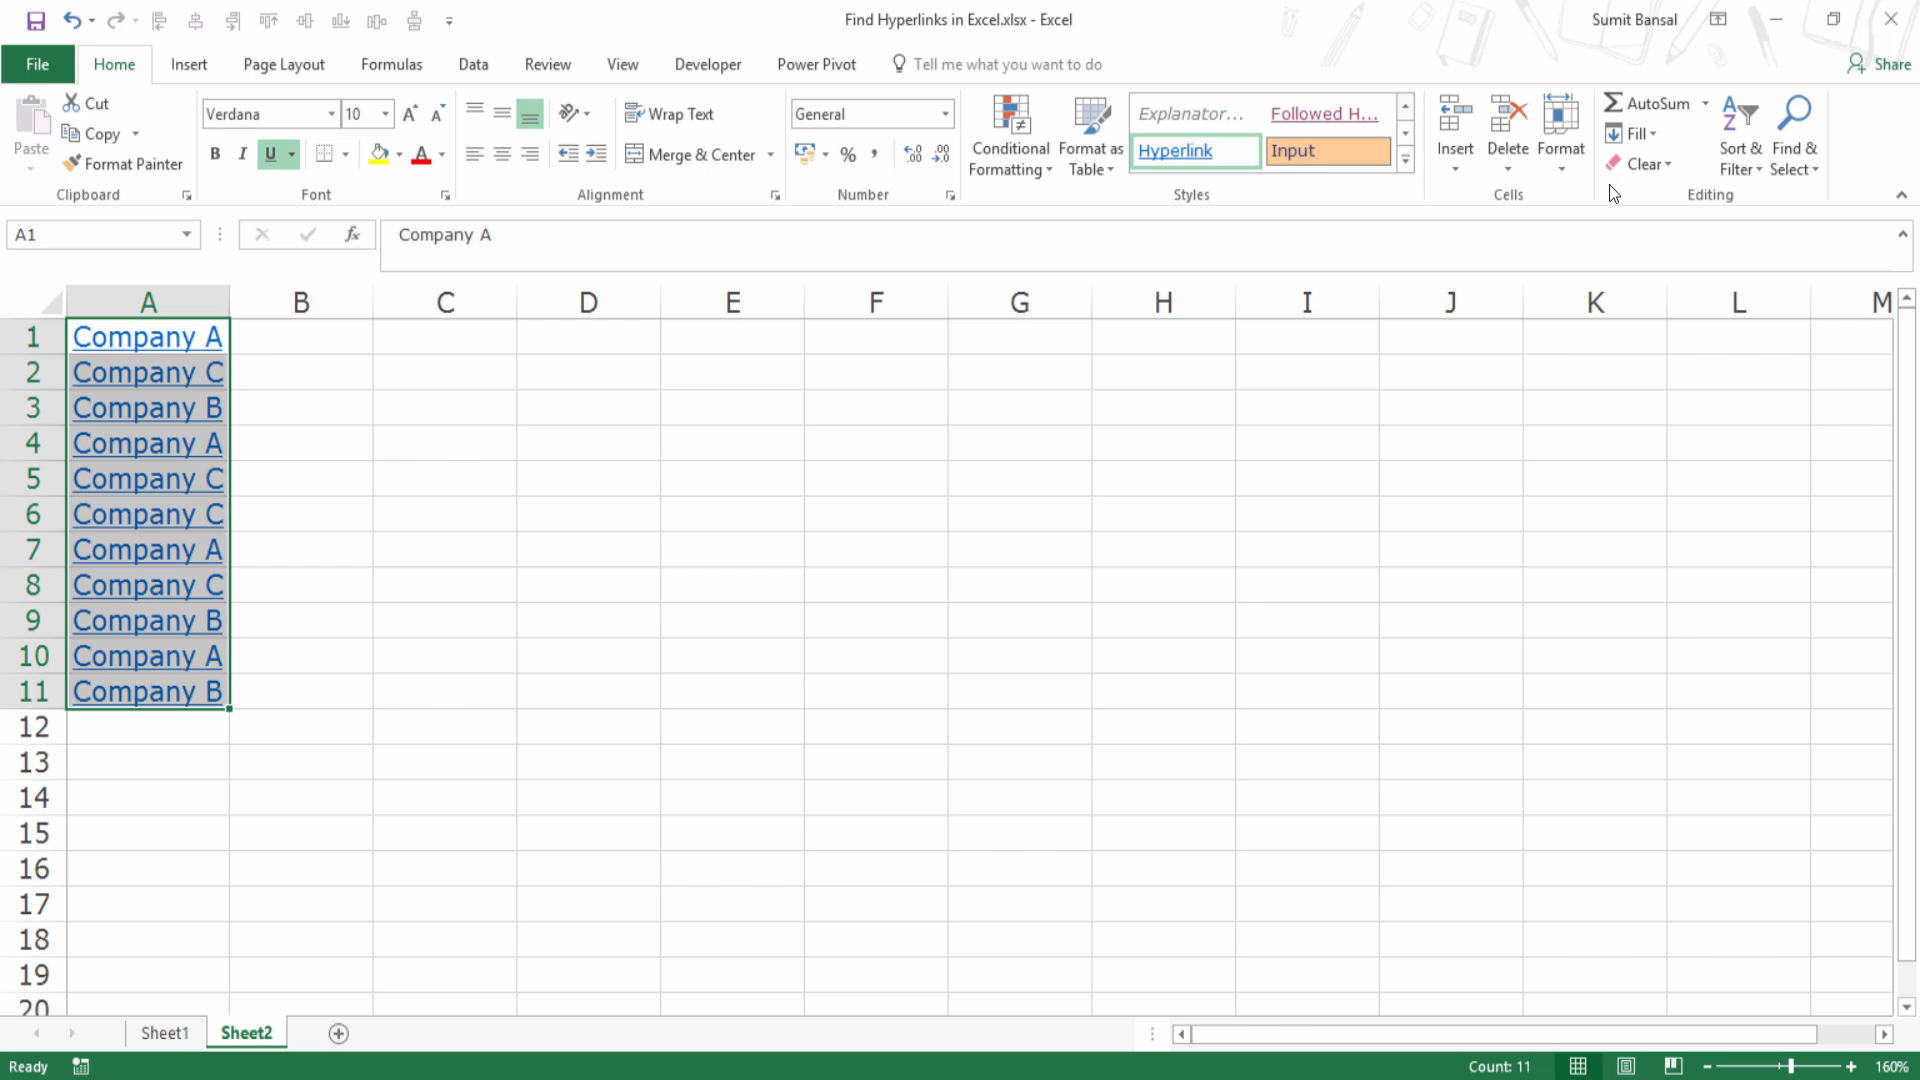 Find Hyperlinks in Excel.xlsx - Excel
Sumit Bansal
File Home Insert Page Layout Formulas Data Review View Developer Power Pivot Tell me what you want to do Share
Paste
Cut
Copy
Format Painter
Clipboard
Verdana 10
B I U
A
Font
Wrap Text
Merge & Center
Alignment
General
% ,
Number
Conditional Formatting
Format as Table
Explanator... Followed H...
Hyperlink Input
Styles
Insert Delete Format
Cells
AutoSum
Fill
Clear
Sort & Filter
Find & Select
Editing
A1 fx Company A
A B C D E F G H I J K L M
1 Company A
2 Company C
3 Company B
4 Company A
5 Company C
6 Company C
7 Company A
8 Company C
9 Company B
10 Company A
11 Company B
12
13
14
15
16
17
18
19
20
Sheet1 Sheet2
Ready Count: 11 160%